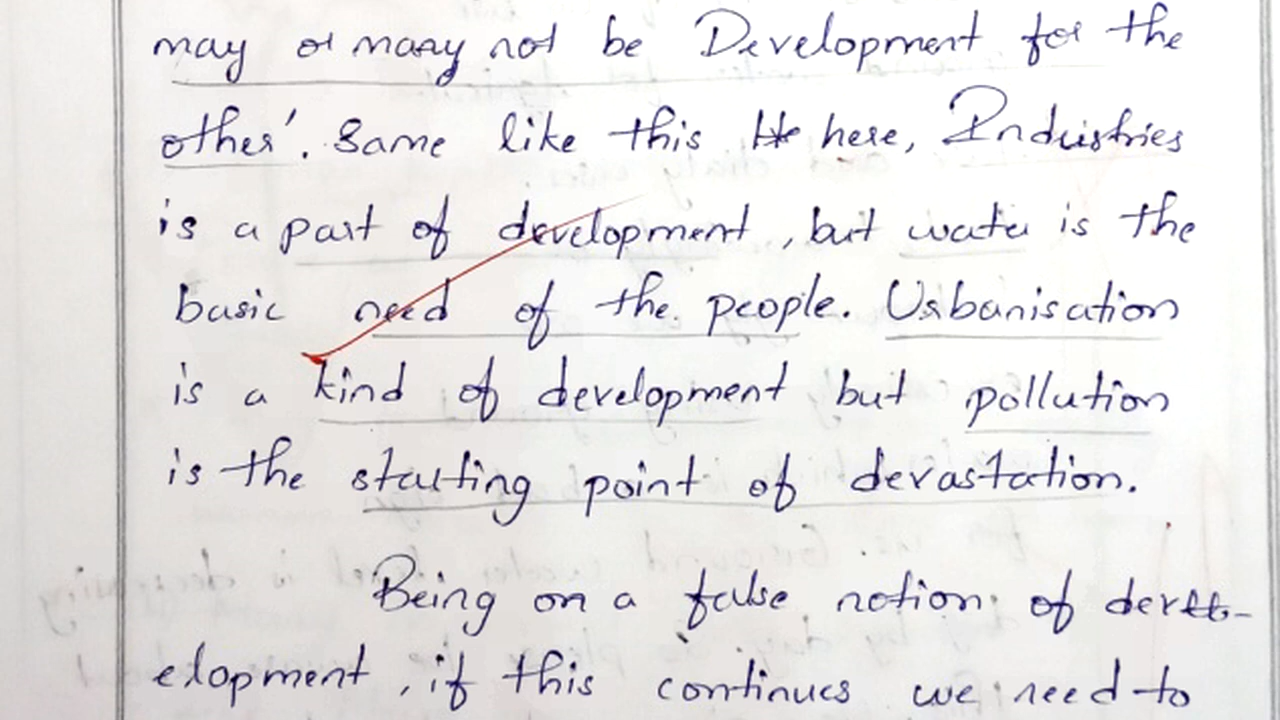 may or many not be Development for the
other'. Same like this here, Industries
is a part of development, but water is the
basic need of the people. Urbanisation
is a kind of development but pollution
is the starting point of devastation.
Being on a false notion of dev-
elopment, if this continues we need to